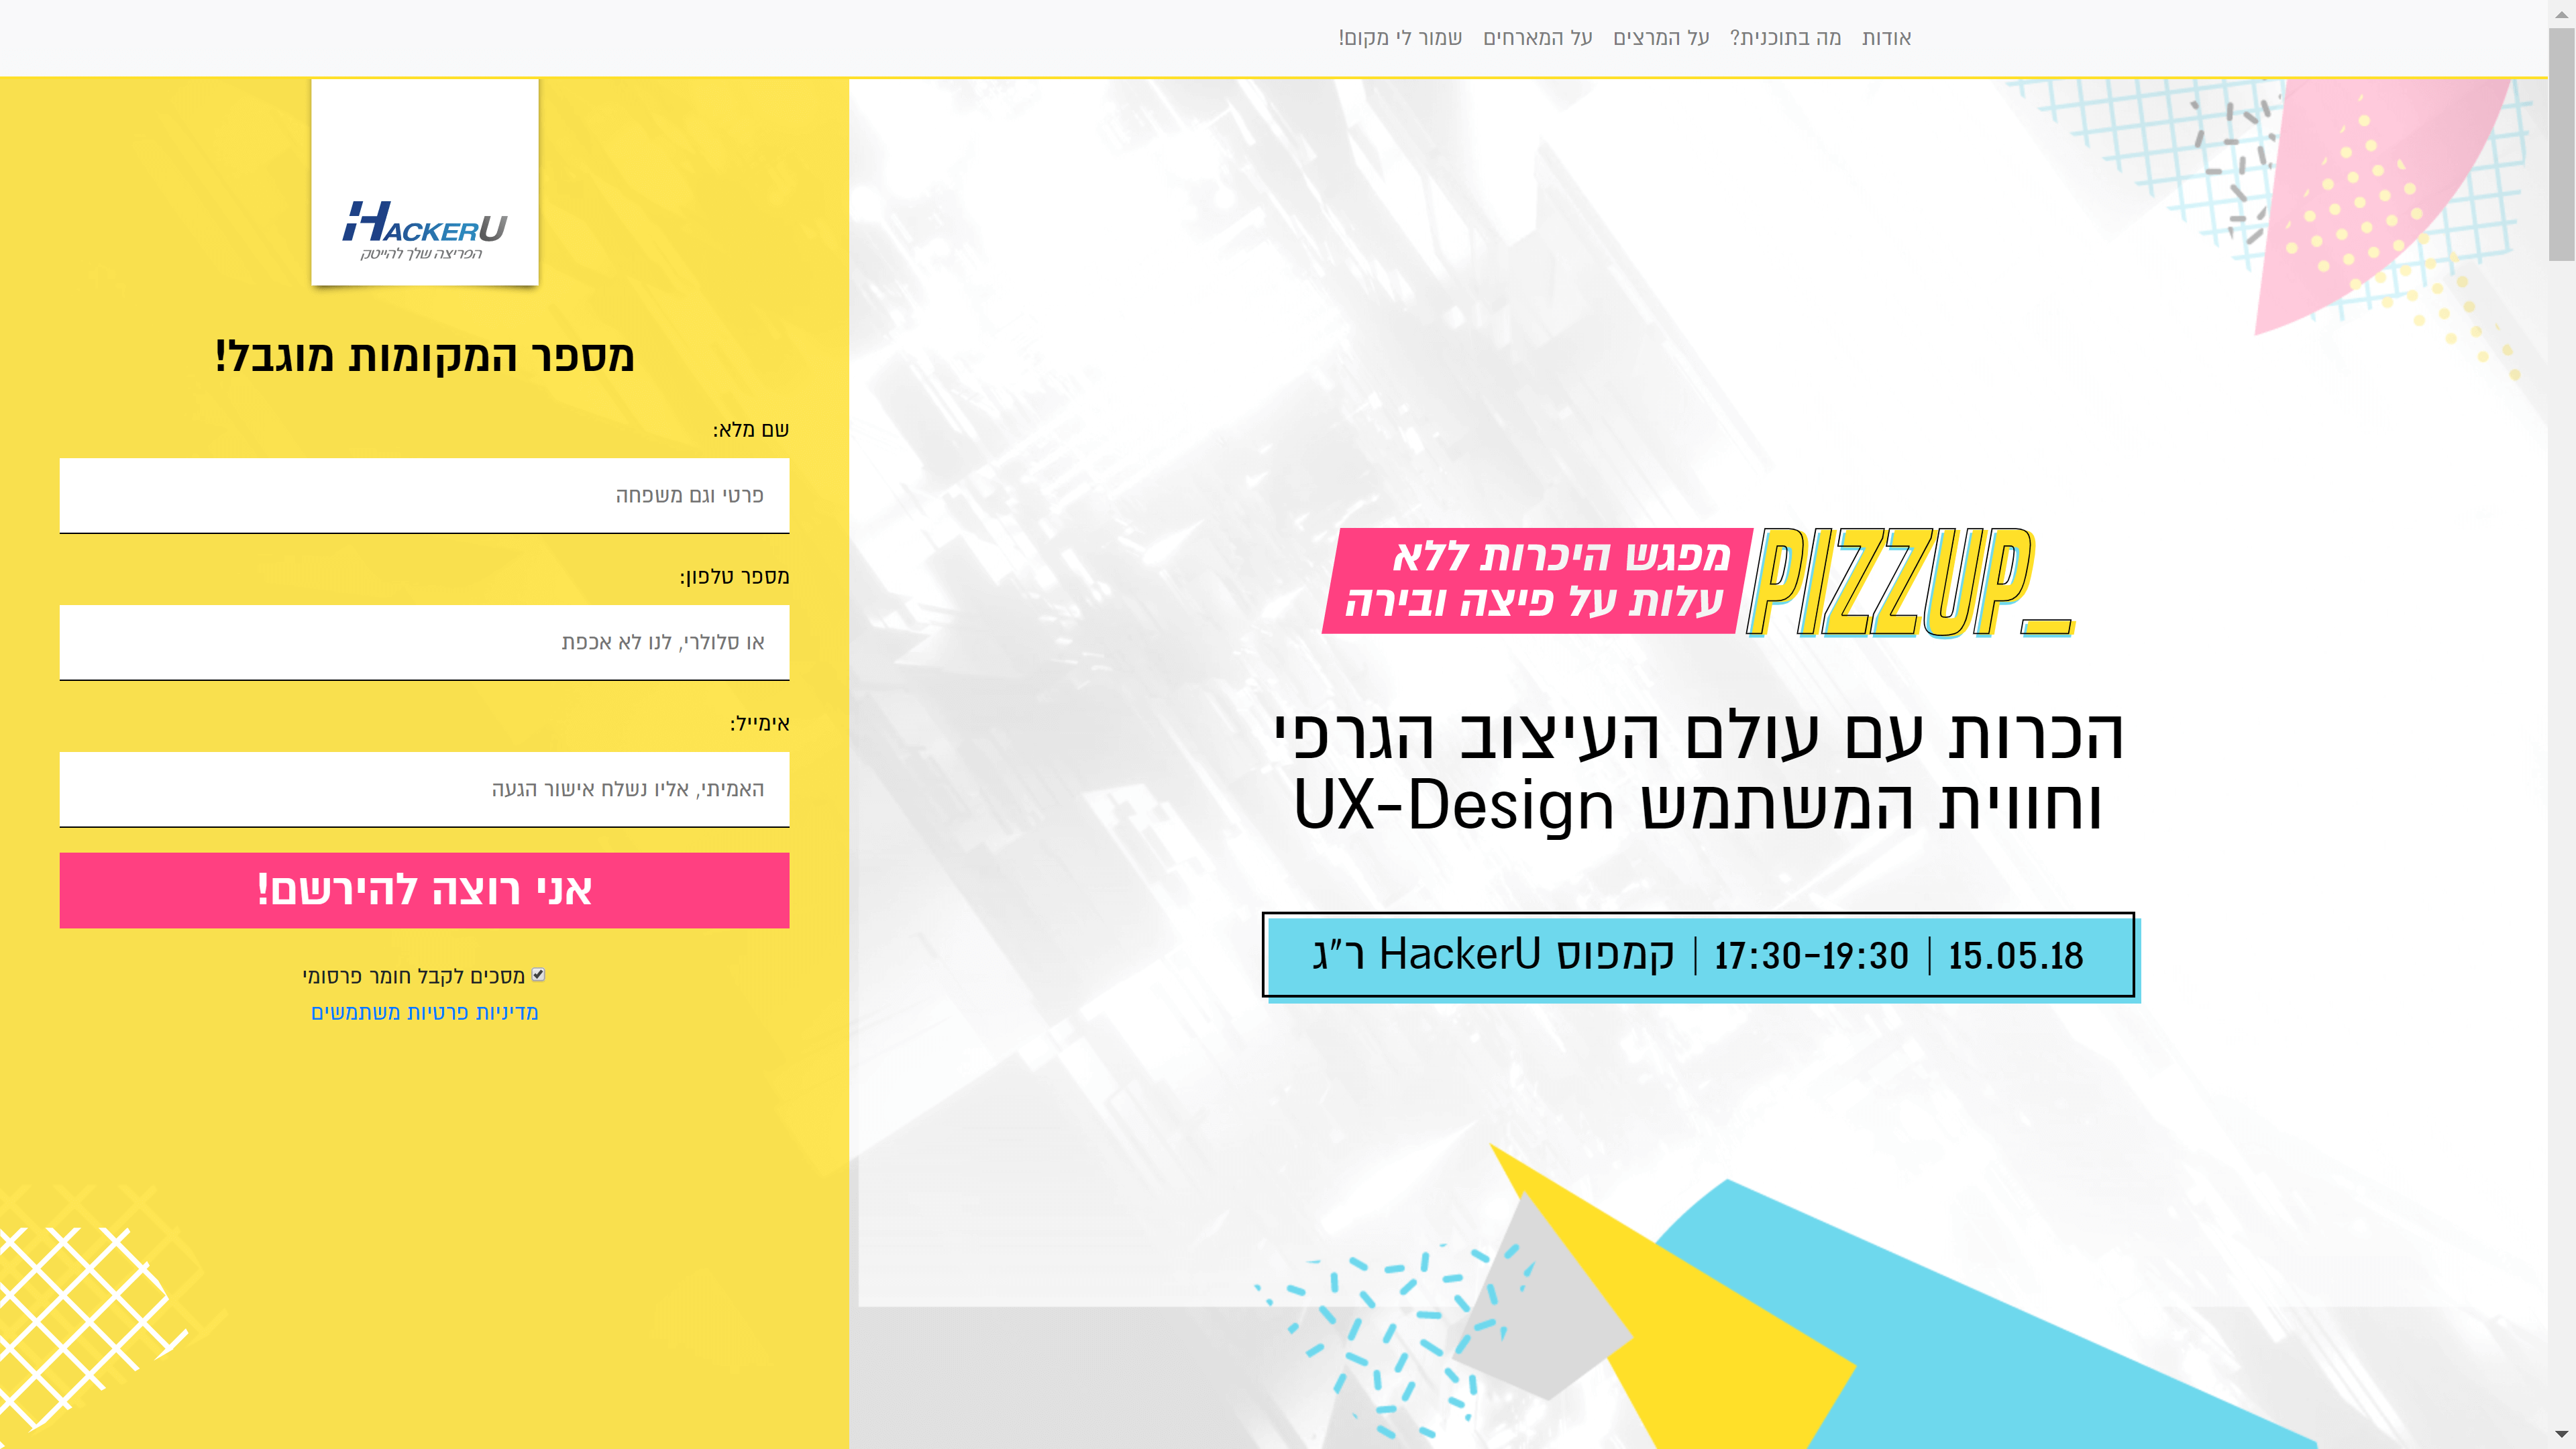 אודות
מה בתוכנית?
על המרצים
על המארחים
שמור לי מקום!
PIZZUP_
מפגש היכרות ללא
עלות על פיצה ובירה
הכרות עם עולם העיצוב הגרפי
וחווית המשתמש UX-Design
15.05.18 | 17:30-19:30 | קמפוס HackerU ר"ג
HACKERU
הפריצה שלך להייטק
מספר המקומות מוגבל!
שם מלא:
פרטי וגם משפחה
מספר טלפון:
או סלולרי, לנו לא אכפת
אימייל:
האמיתי, אליו נשלח אישור הגעה
אני רוצה להירשם!
מסכים לקבל חומר פרסומי
מדיניות פרטיות משתמשים